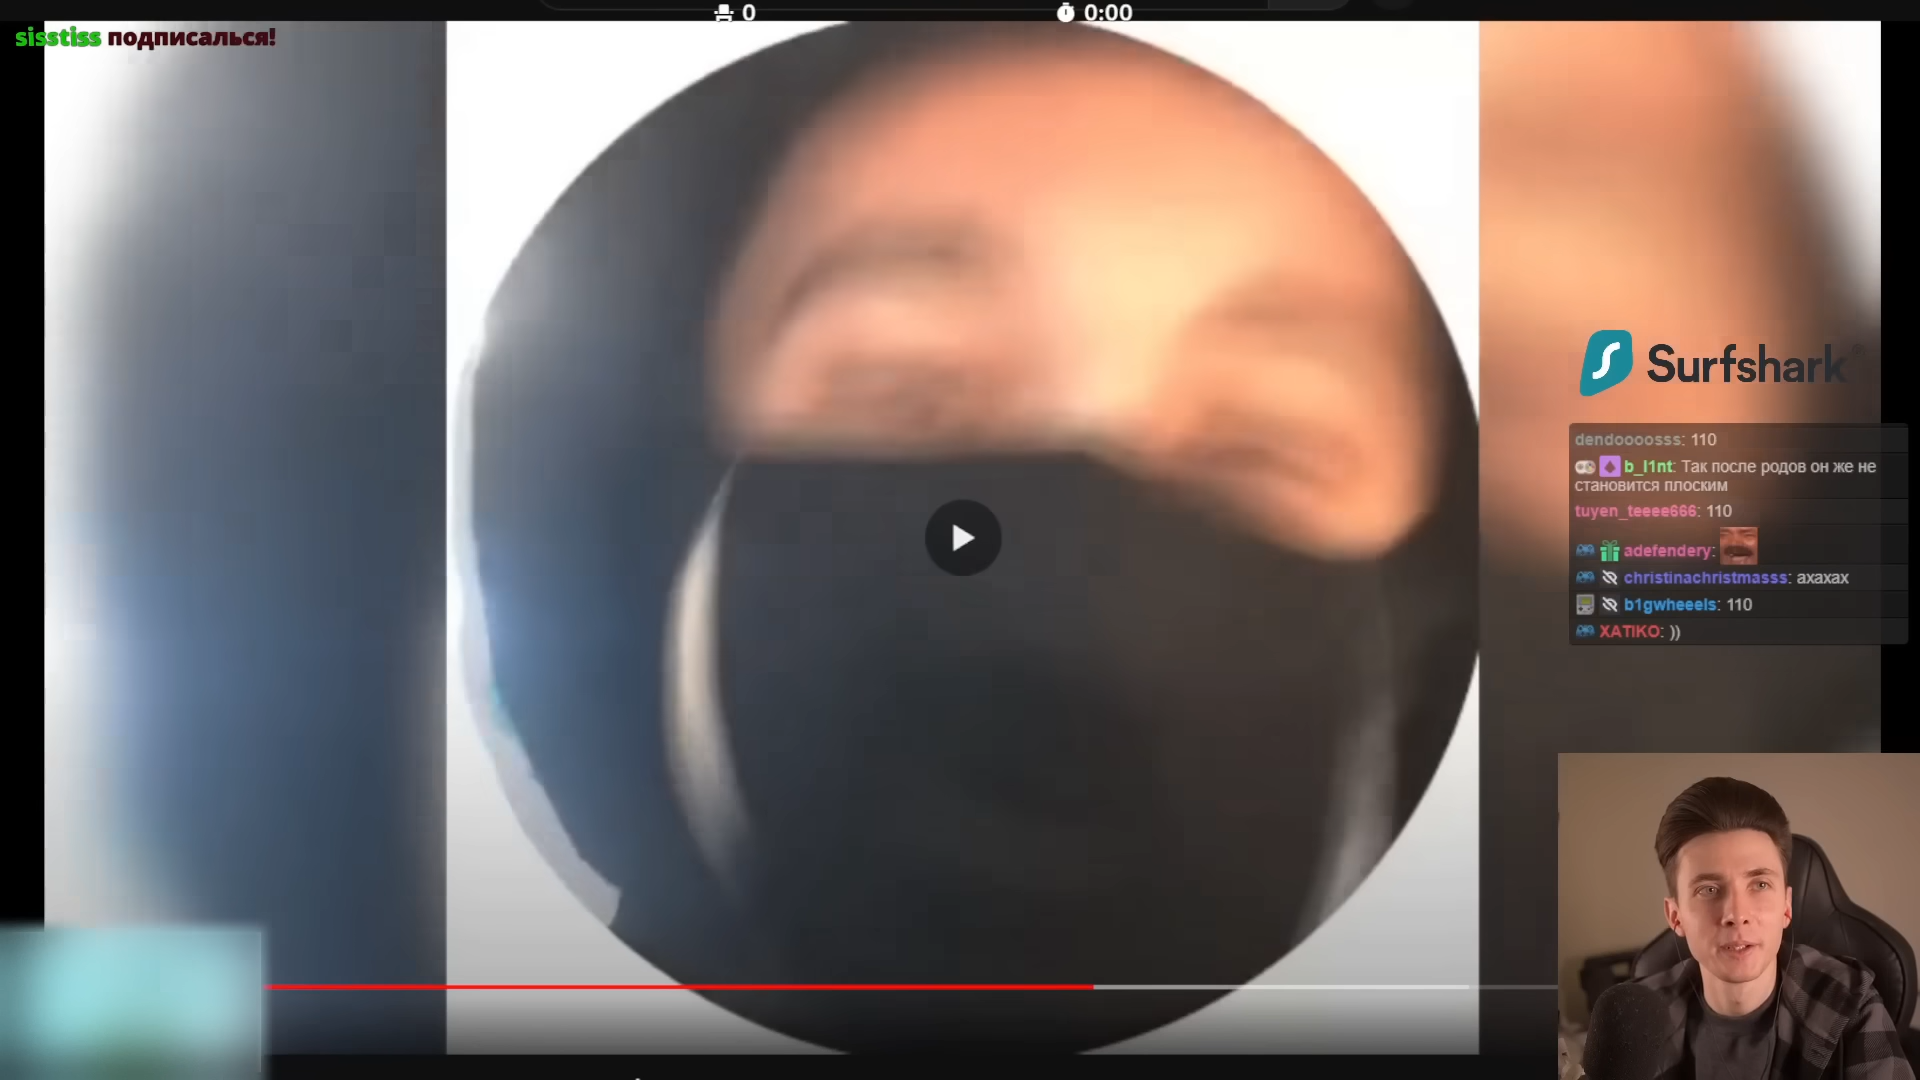 0
0:00
sisstiss подписалься!
Surfshark
dendoooosss: 110
b_l1nt: Так после родов он же не
становится плоским
tuyen_teeee666: 110
adefendery:
christinachristmasss: ахахах
b1gwheeels: 110
XATIKO: ))